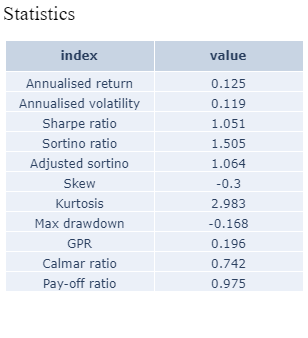 Statistics
index value
Annualised return 0.125
Annualised volatility 0.119
Sharpe ratio 1.051
Sortino ratio 1.505
Adjusted sortino 1.064
Skew -0.3
Kurtosis 2.983
Max drawdown -0.168
GPR 0.196
Calmar ratio 0.742
Pay-off ratio 0.975